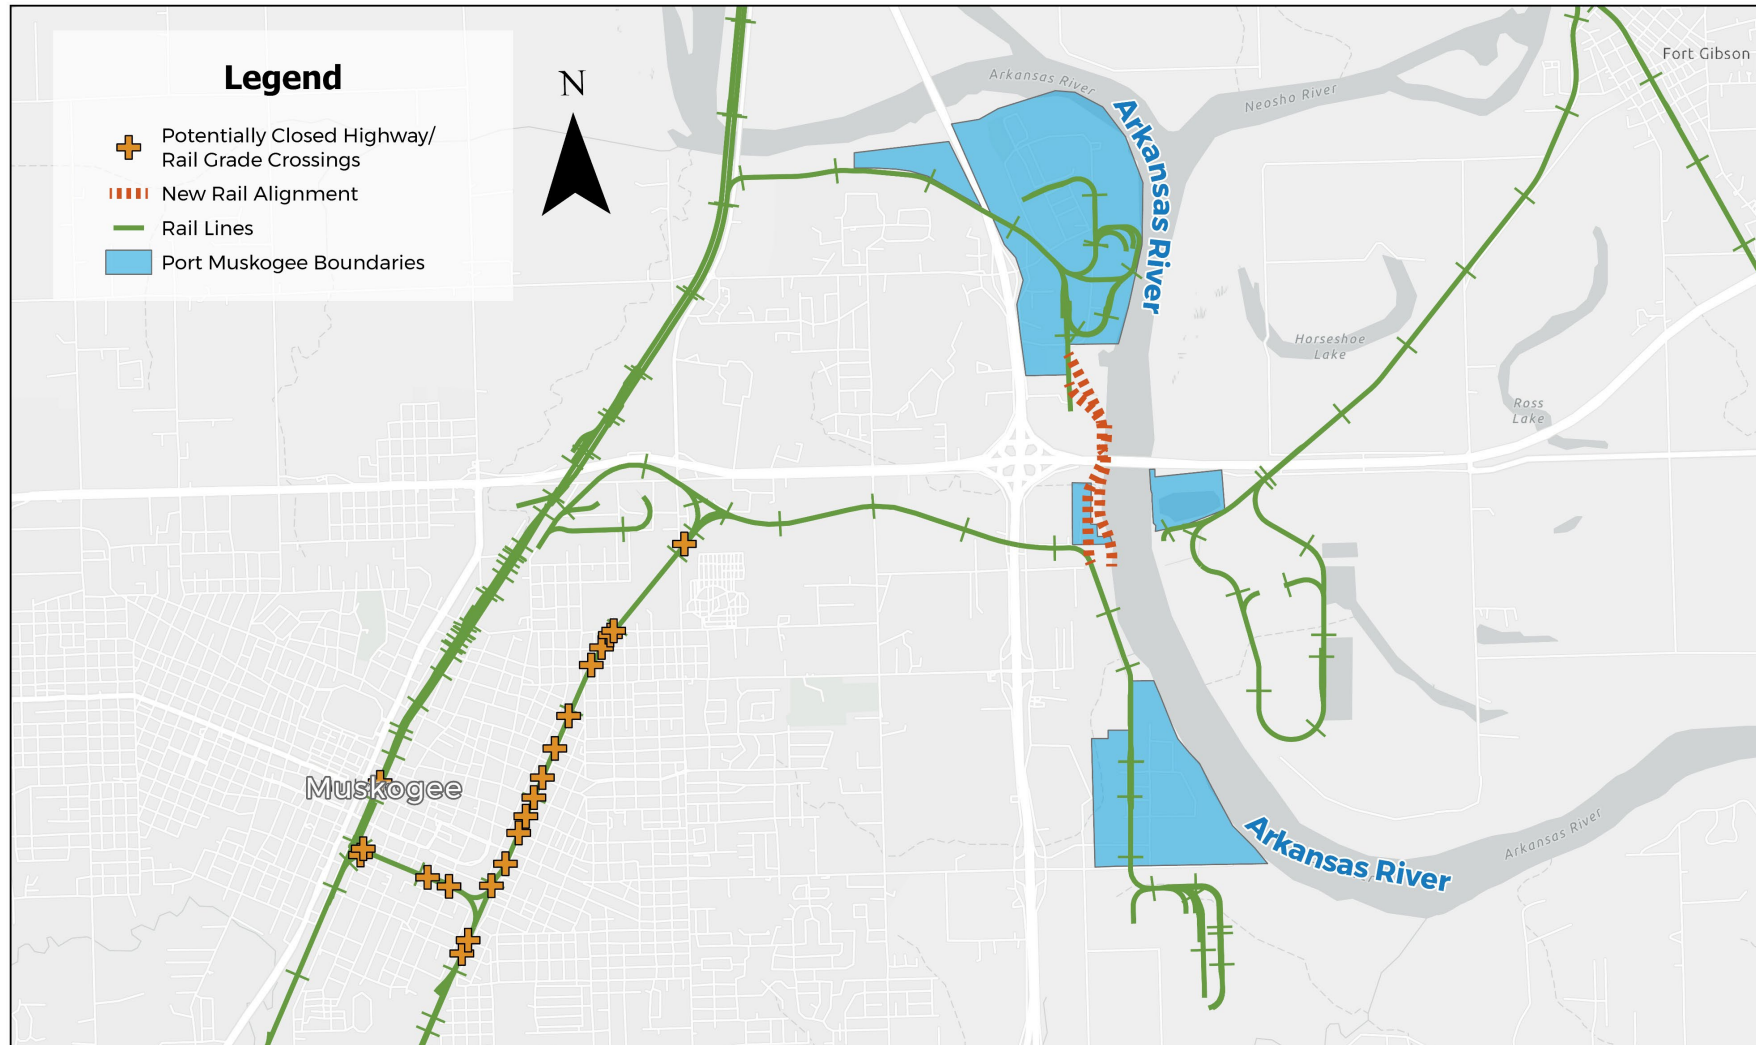 Legend
Potentially Closed Highway/
Rail Grade Crossings
New Rail Alignment
Rail Lines
Port Muskogee Boundaries
N
Arkansas River
Arkansas River
Neosho River
Fort Gibson
Horseshoe
Lake
Ross
Lake
Muskogee
Arkansas River
Arkansas River